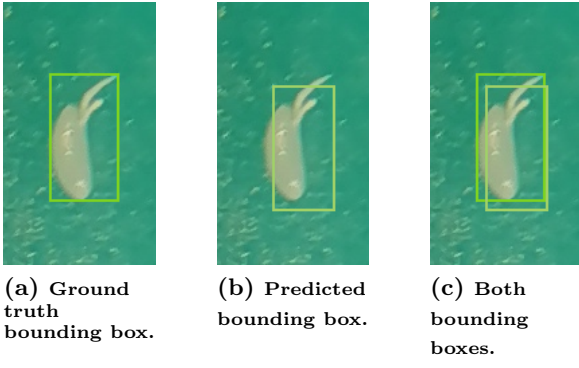 (a) Ground
truth
bounding box.
(b) Predicted
bounding box.
(c) Both
bounding
boxes.